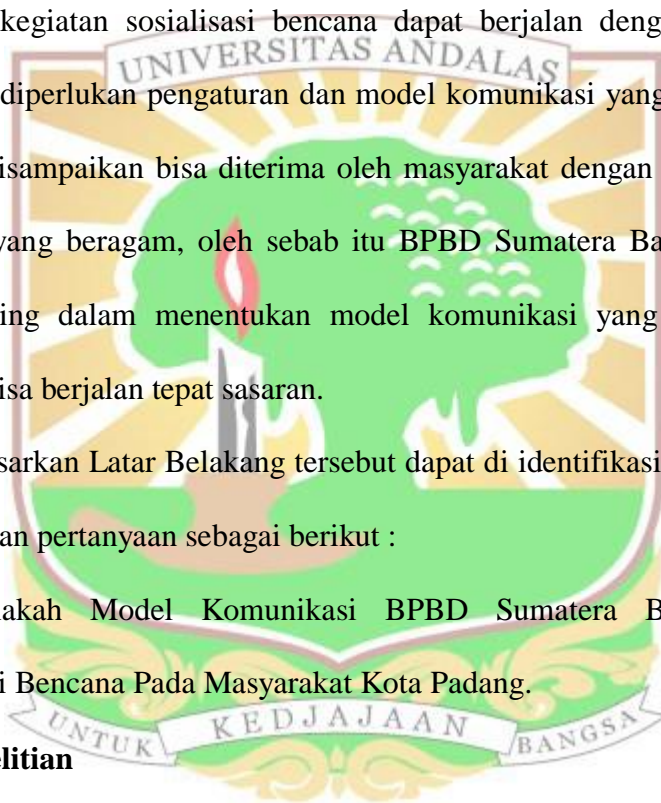 kegiatan sosialisasi bencana dapat berjalan deng
UNIVERSITAS ANDALAS
diperlukan pengaturan dan model komunikasi yang
isampaikan bisa diterima oleh masyarakat dengan
yang beragam, oleh sebab itu BPBD Sumatera Ba
ing dalam menentukan model komunikasi yang
isa berjalan tepat sasaran.
sarkan Latar Belakang tersebut dapat di identifikasi
an pertanyaan sebagai berikut :
akah Model Komunikasi BPBD Sumatera B
i Bencana Pada Masyarakat Kota Padang.
UNTUK KEDJAJAAN BANGSA
elitian